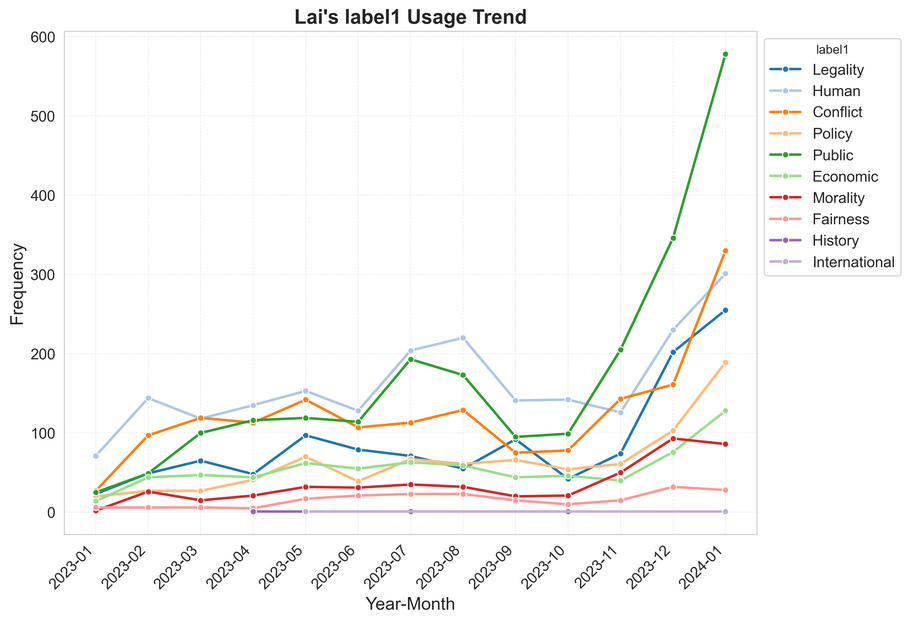 Lai's label1 Usage Trend
label1
Legality
Human
Conflict
Policy
Public
Economic
Morality
Fairness
History
International
Frequency
600
500
400
300
200
100
0
2023-01
2023-02
2023-03
2023-04
2023-05
2023-06
2023-07
2023-08
2023-09
2023-10
2023-11
2023-12
2024-01
Year-Month